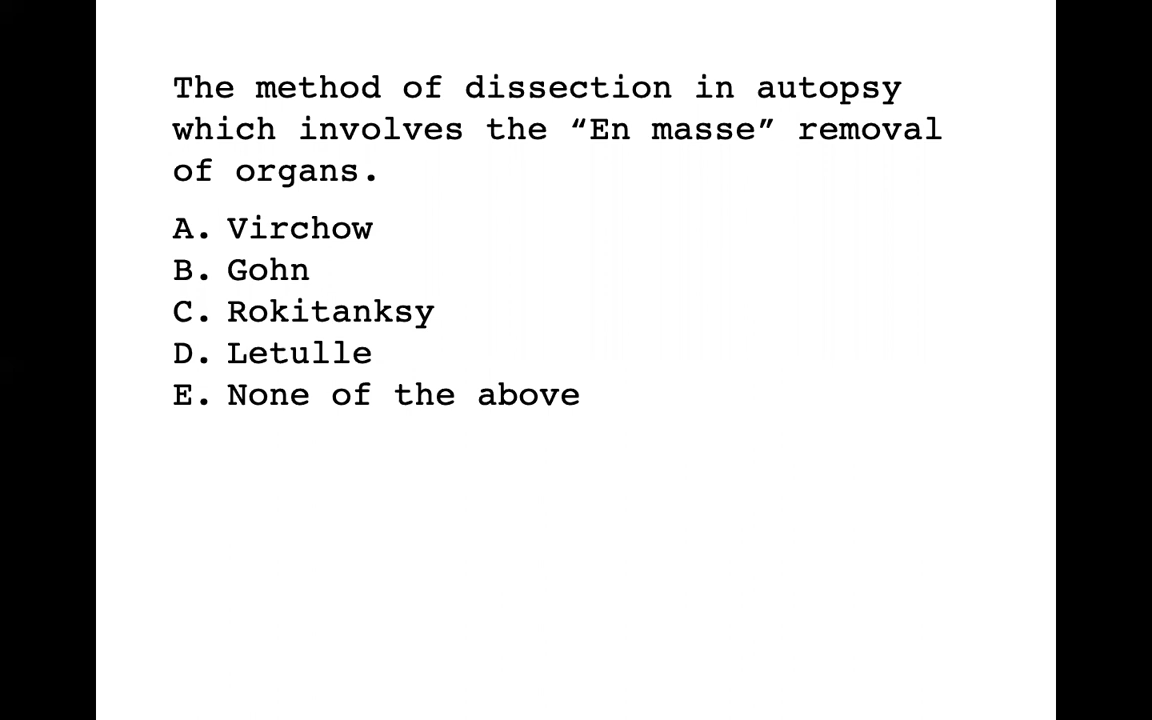 The method of dissection in autopsy
which involves the “En masse” removal
of organs.
A. Virchow
B. Gohn
C. Rokitanksy
D. Letulle
E. None of the above